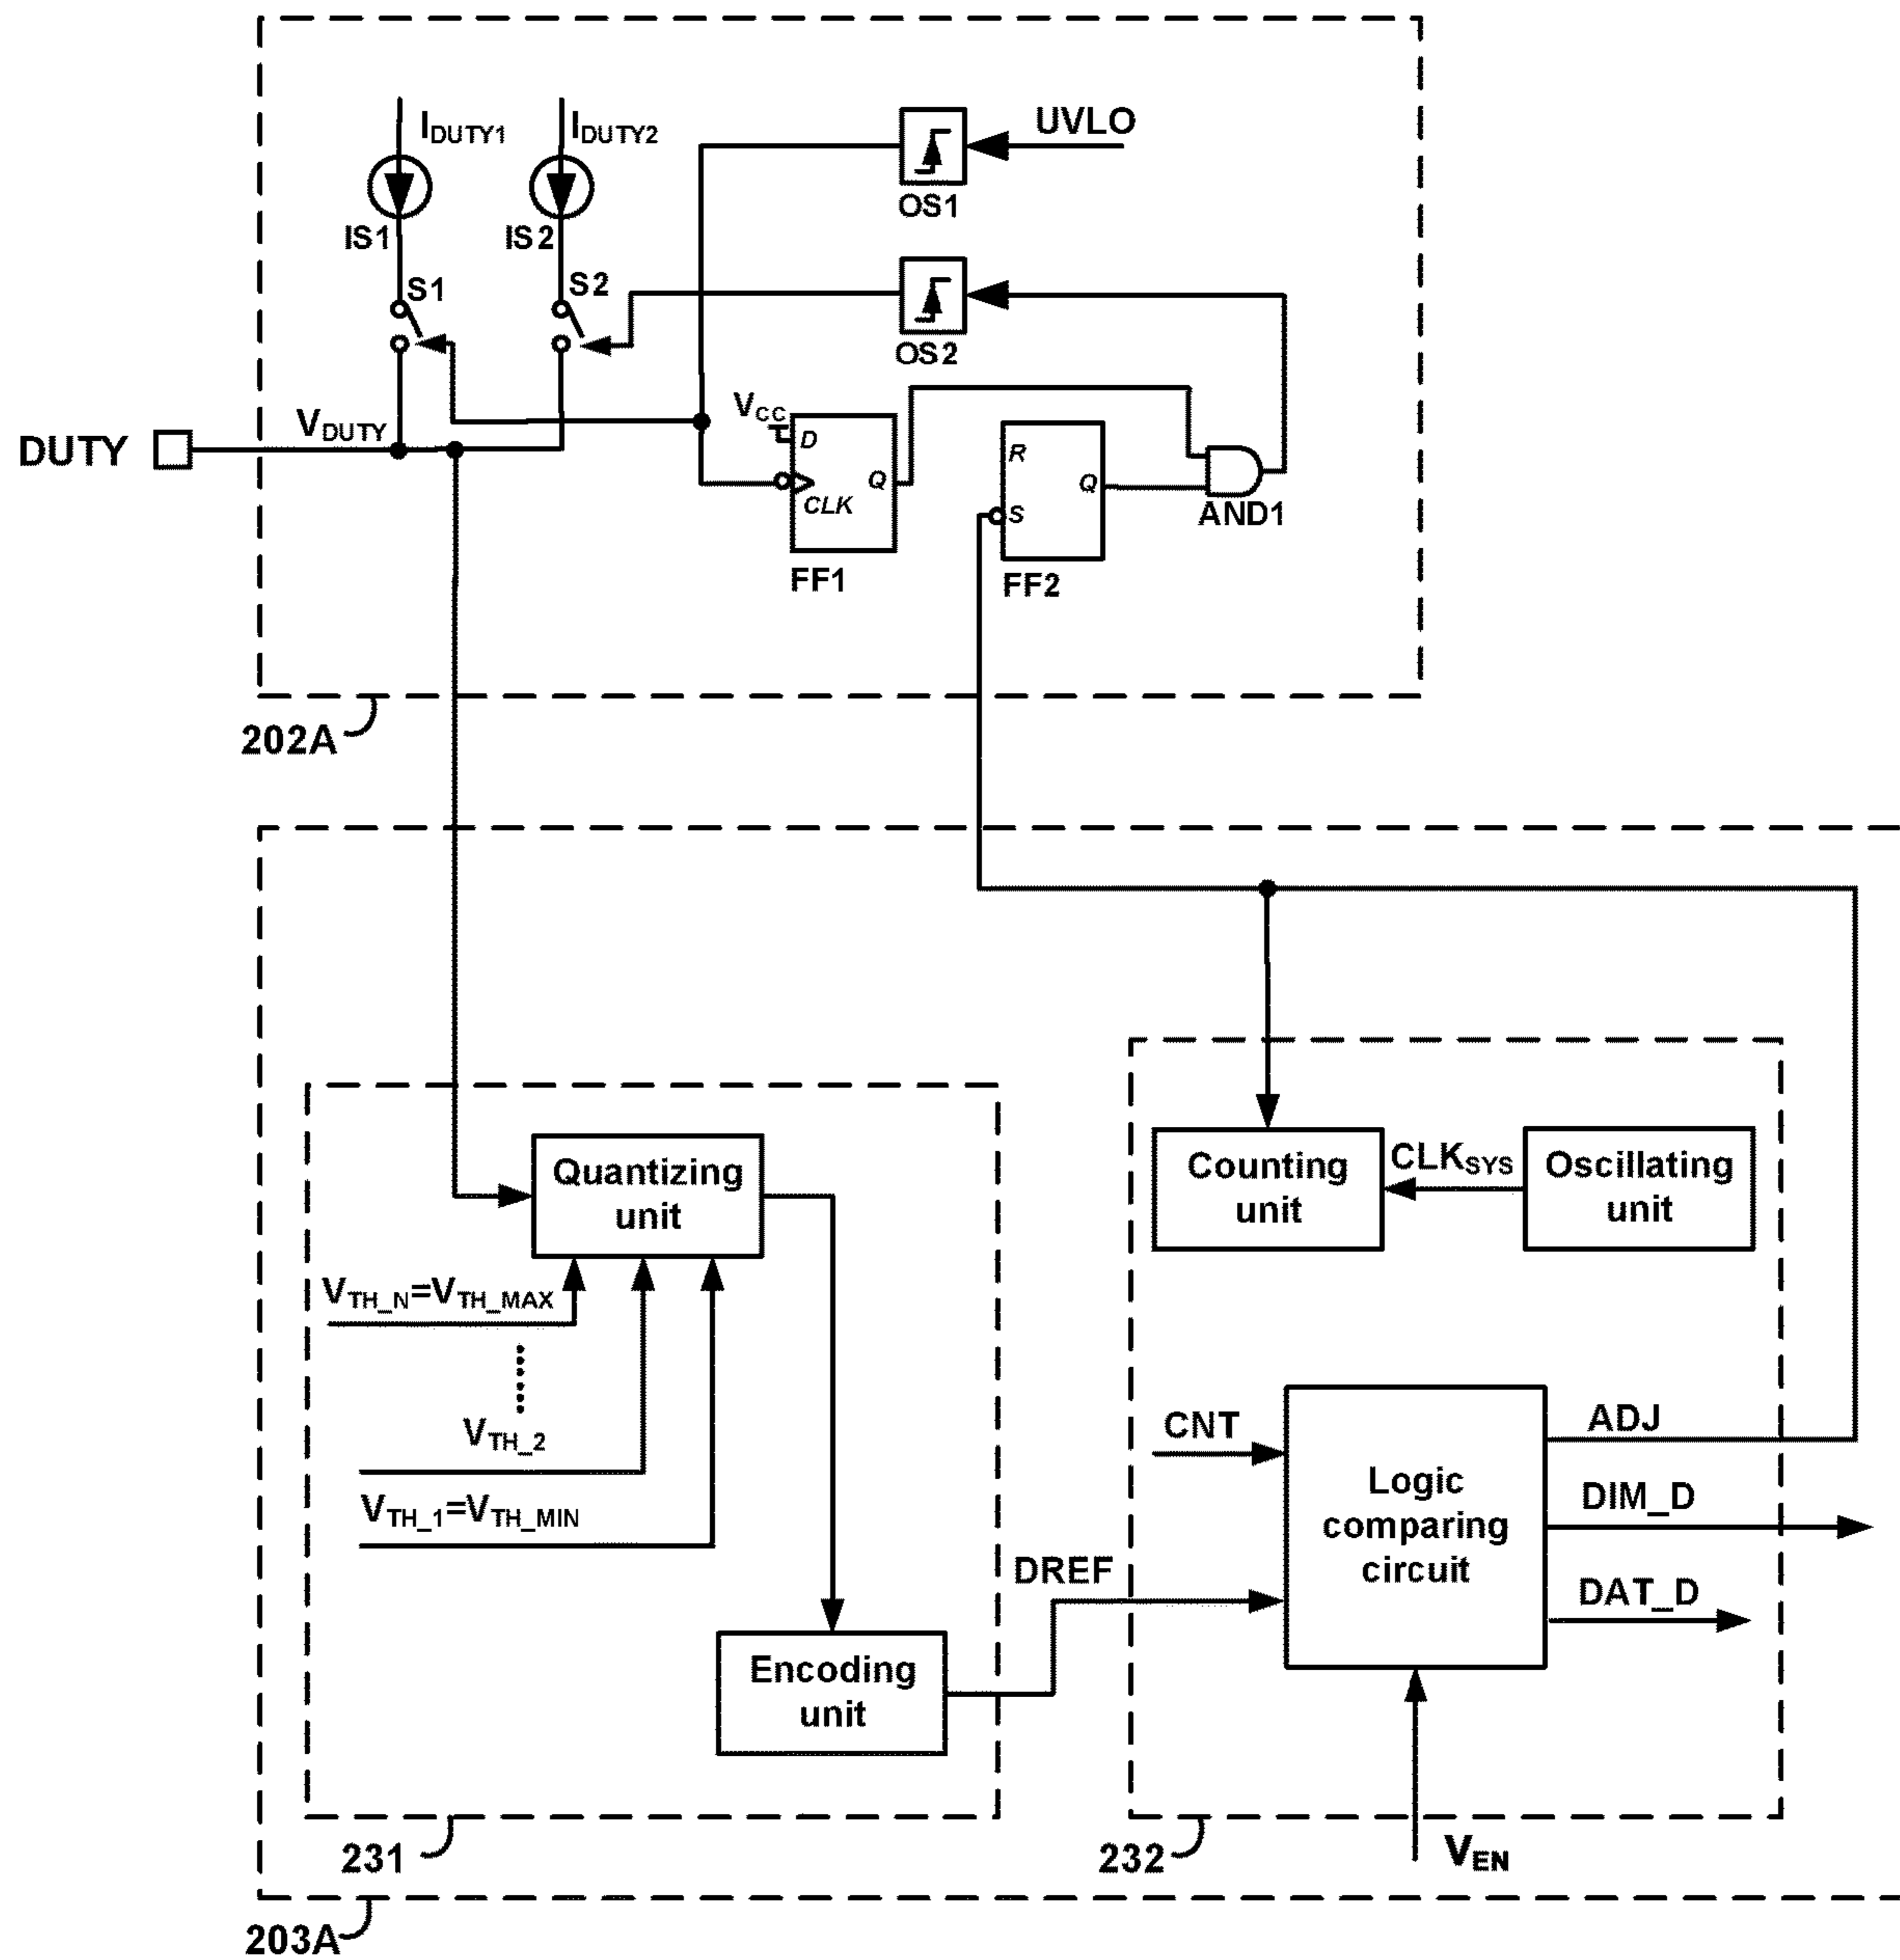 I_DUTY1
I_DUTY2
UVLO
OS1
IS1
IS2
S1
S2
OS2
V_CC
V_DUTY
DUTY
D
Q
CLK
FF1
R
Q
S
FF2
AND1
202A
Quantizing
unit
Counting
unit
CLK_SYS
Oscillating
unit
V_TH_N=V_TH_MAX
V_TH_2
V_TH_1=V_TH_MIN
CNT
Logic
comparing
circuit
ADJ
DIM_D
DAT_D
DREF
Encoding
unit
V_EN
231
232
203A